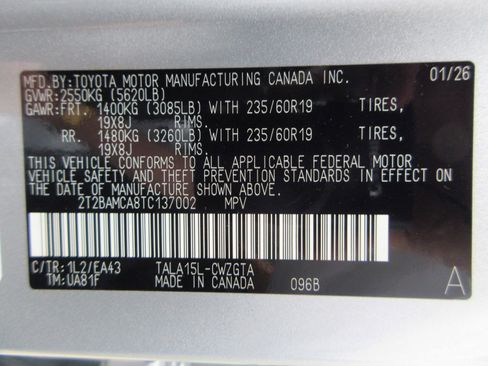 MFD.BY:TOYOTA MOTOR MANUFACTURING CANADA INC. 01/26
GVWR:2550KG (5620LB)
GAWR:FRT. 1400KG (3085LB) WITH 235/60R19 TIRES,
19X8J RIMS.
RR. 1480KG (3260LB) WITH 235/60R19 TIRES,
19X8J RIMS.
THIS VEHICLE CONFORMS TO ALL APPLICABLE FEDERAL MOTOR
VEHICLE SAFETY AND THEFT PREVENTION STANDARDS IN EFFECT ON THE
DATE OF MANUFACTURE SHOWN ABOVE.
2T2BAMCA8TC137002 MPV
C/TR:1L2/EA43 TALA15L-CWZGTA A
TM:UA81F MADE IN CANADA 096B